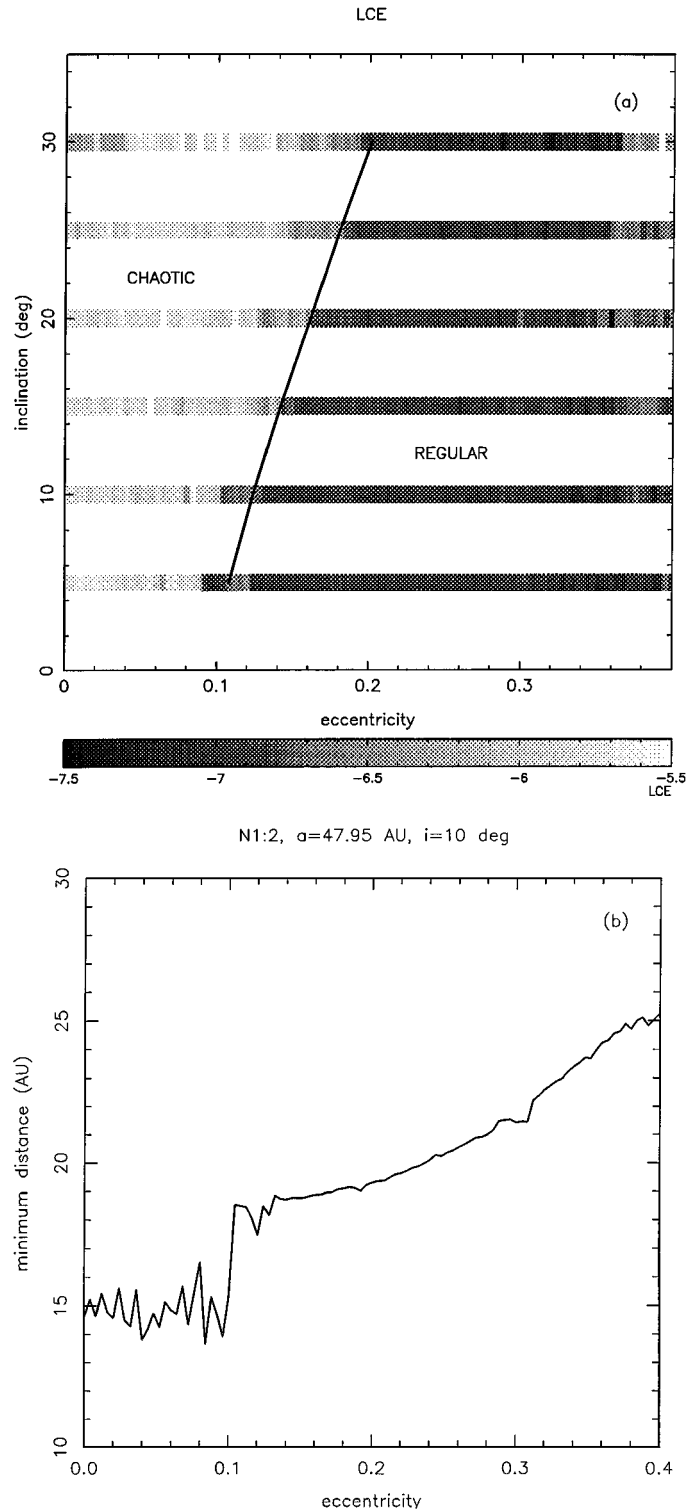 LCE
(a)
30
CHAOTIC
20
inclination (deg)
REGULAR
10
0
0 0.1 0.2 0.3
eccentricity
-7.5 -7 -6.5 -6 -5.5
LCE
N1:2, a=47.95 AU, i=10 deg
30
(b)
25
minimum distance (AU)
20
15
10
0.0 0.1 0.2 0.3 0.4
eccentricity